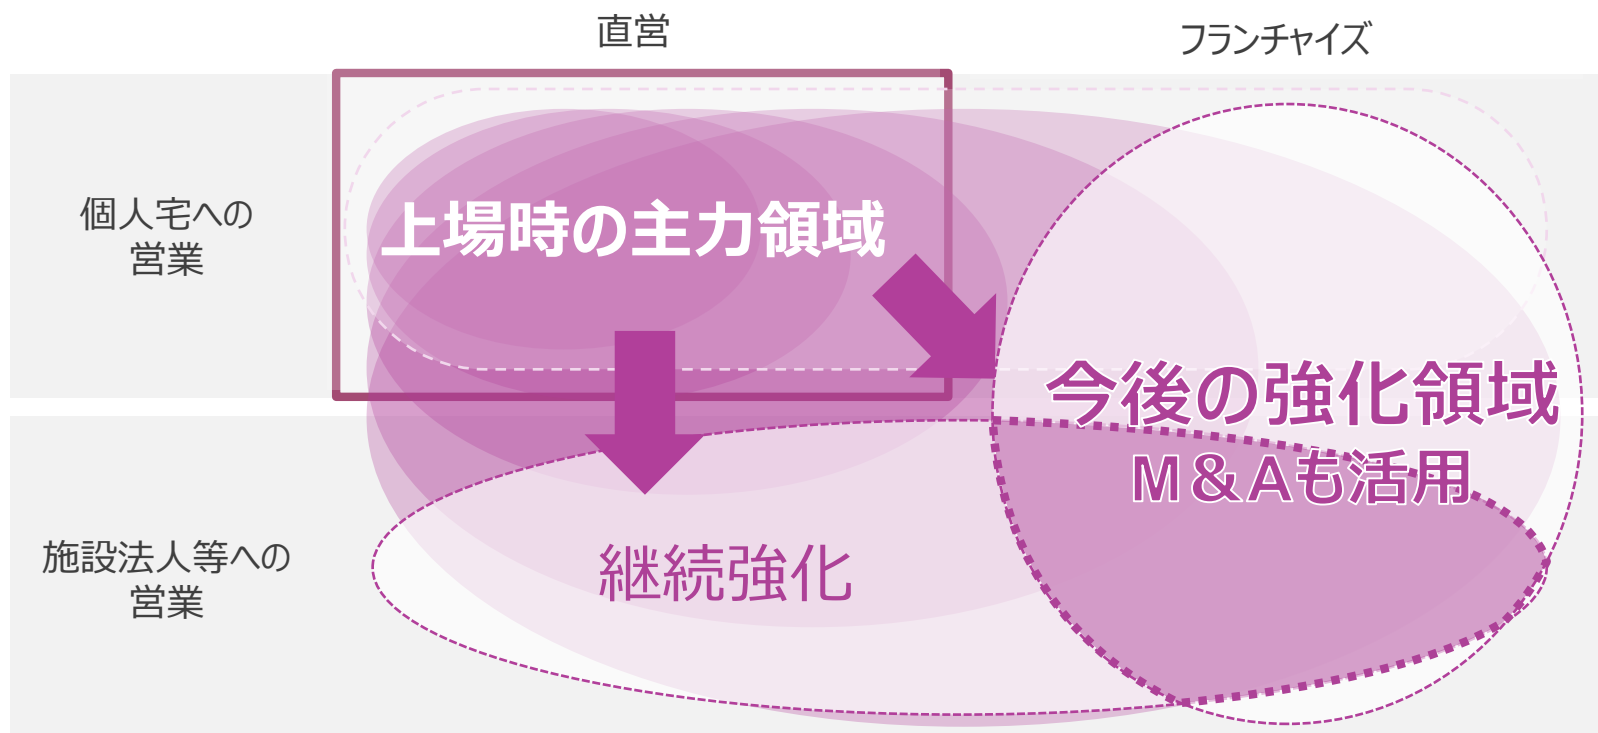 直営
フランチャイズ
個人宅への
営業
上場時の主力領域
今後の強化領域
M&Aも活用
施設法人等への
営業
継続強化